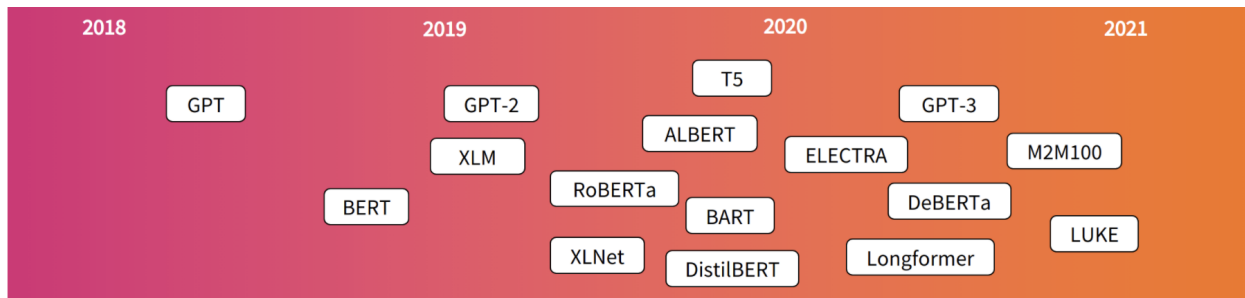 2018
2019
2020
2021
T5
GPT
GPT-2
GPT-3
ALBERT
M2M100
XLM
ELECTRA
RoBERTa
DeBERTa
BERT
BART
LUKE
XLNet
Longformer
DistilBERT